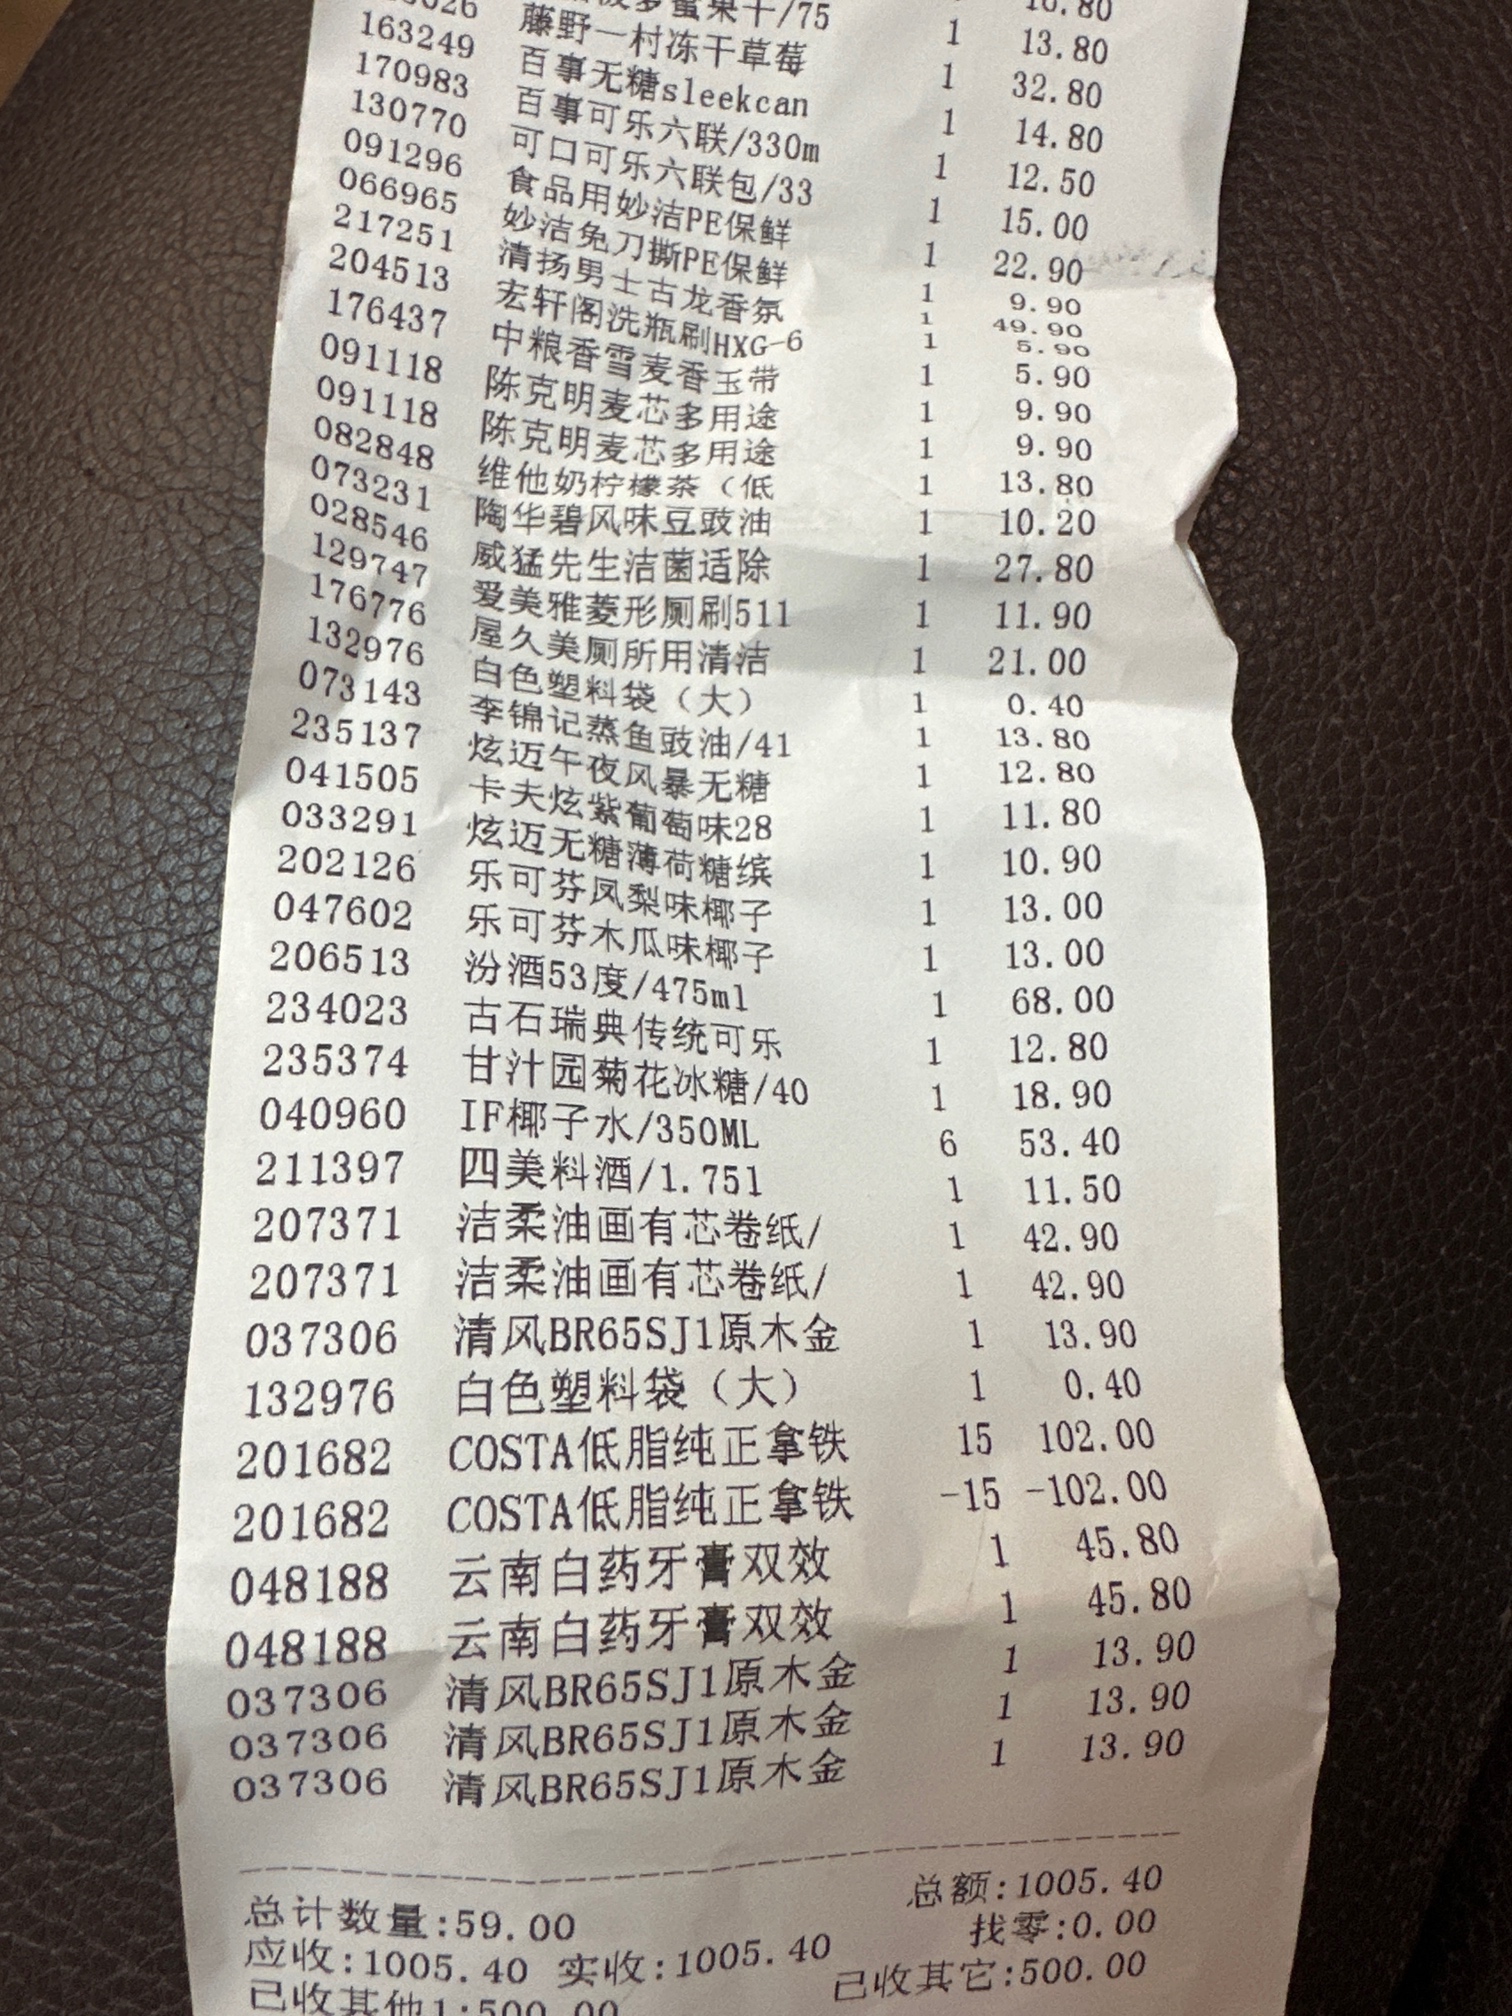 菠萝蜜果干/75 1 13.80
藤野一村冻干草莓 1 32.80
163249 百事无糖sleekcan 1 14.80
170983 百事可乐六联/330m 1 12.50
130770 可口可乐六联包/33 1 15.00
091296 食品用妙洁PE保鲜 1 22.90
066965 妙洁免刀撕PE保鲜 1 9.90
217251 清扬男士古龙香氛 1 49.90
204513 宏轩阁洗瓶刷HXG-6 1 5.90
176437 中粮香雪麦香玉带 1 5.90
091118 陈克明麦芯多用途 1 9.90
091118 陈克明麦芯多用途 1 9.90
082848 维他奶柠檬茶（低 1 13.80
073231 陶华碧风味豆豉油 1 10.20
028546 威猛先生洁菌适除 1 27.80
129747 爱美雅菱形厕刷511 1 11.90
176776 屋久美厕所用清洁 1 21.00
132976 白色塑料袋（大） 1 0.40
073143 李锦记蒸鱼豉油/41 1 13.80
235137 炫迈午夜风暴无糖 1 12.80
041505 卡夫炫紫葡萄味28 1 11.80
033291 炫迈无糖薄荷糖缤 1 10.90
202126 乐可芬凤梨味椰子 1 13.00
047602 乐可芬木瓜味椰子 1 13.00
206513 汾酒53度/475ml 1 68.00
234023 古石瑞典传统可乐 1 12.80
235374 甘汁园菊花冰糖/40 1 18.90
040960 IF椰子水/350ML 6 53.40
211397 四美料酒/1.75l 1 11.50
207371 洁柔油画有芯卷纸/ 1 42.90
207371 洁柔油画有芯卷纸/ 1 42.90
037306 清风BR65SJ1原木金 1 13.90
132976 白色塑料袋（大） 1 0.40
201682 COSTA低脂纯正拿铁 15 102.00
201682 COSTA低脂纯正拿铁 -15 -102.00
048188 云南白药牙膏双效 1 45.80
048188 云南白药牙膏双效 1 45.80
037306 清风BR65SJ1原木金 1 13.90
037306 清风BR65SJ1原木金 1 13.90
037306 清风BR65SJ1原木金 1 13.90
总计数量:59.00 总额:1005.40
应收:1005.40 实收:1005.40 找零:0.00
已收其他1:500.00 已收其它:500.00